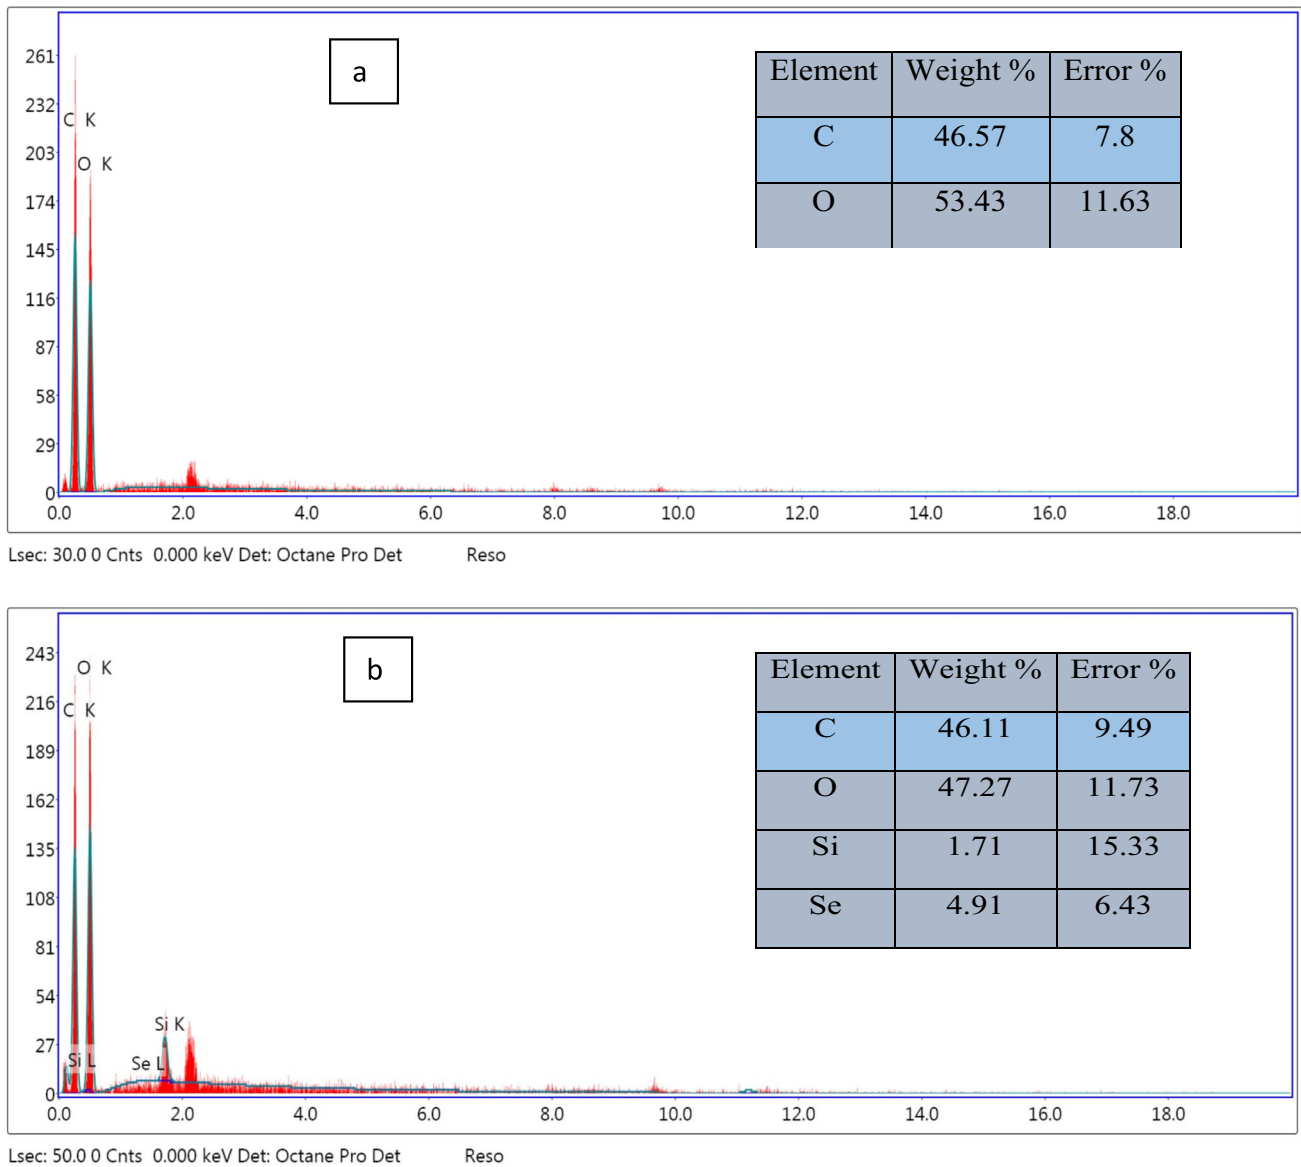 a
261
232
203
174
145
116
87
58
29
0
C K
O K
Element Weight % Error %
C 46.57 7.8
O 53.43 11.63
0.0 2.0 4.0 6.0 8.0 10.0 12.0 14.0 16.0 18.0
Lsec: 30.0 0 Cnts 0.000 keV Det: Octane Pro Det Reso
b
243
216
189
162
135
108
81
54
27
0
O K
C K
Si K
Si L
Se L
Element Weight % Error %
C 46.11 9.49
O 47.27 11.73
Si 1.71 15.33
Se 4.91 6.43
0.0 2.0 4.0 6.0 8.0 10.0 12.0 14.0 16.0 18.0
Lsec: 50.0 0 Cnts 0.000 keV Det: Octane Pro Det Reso